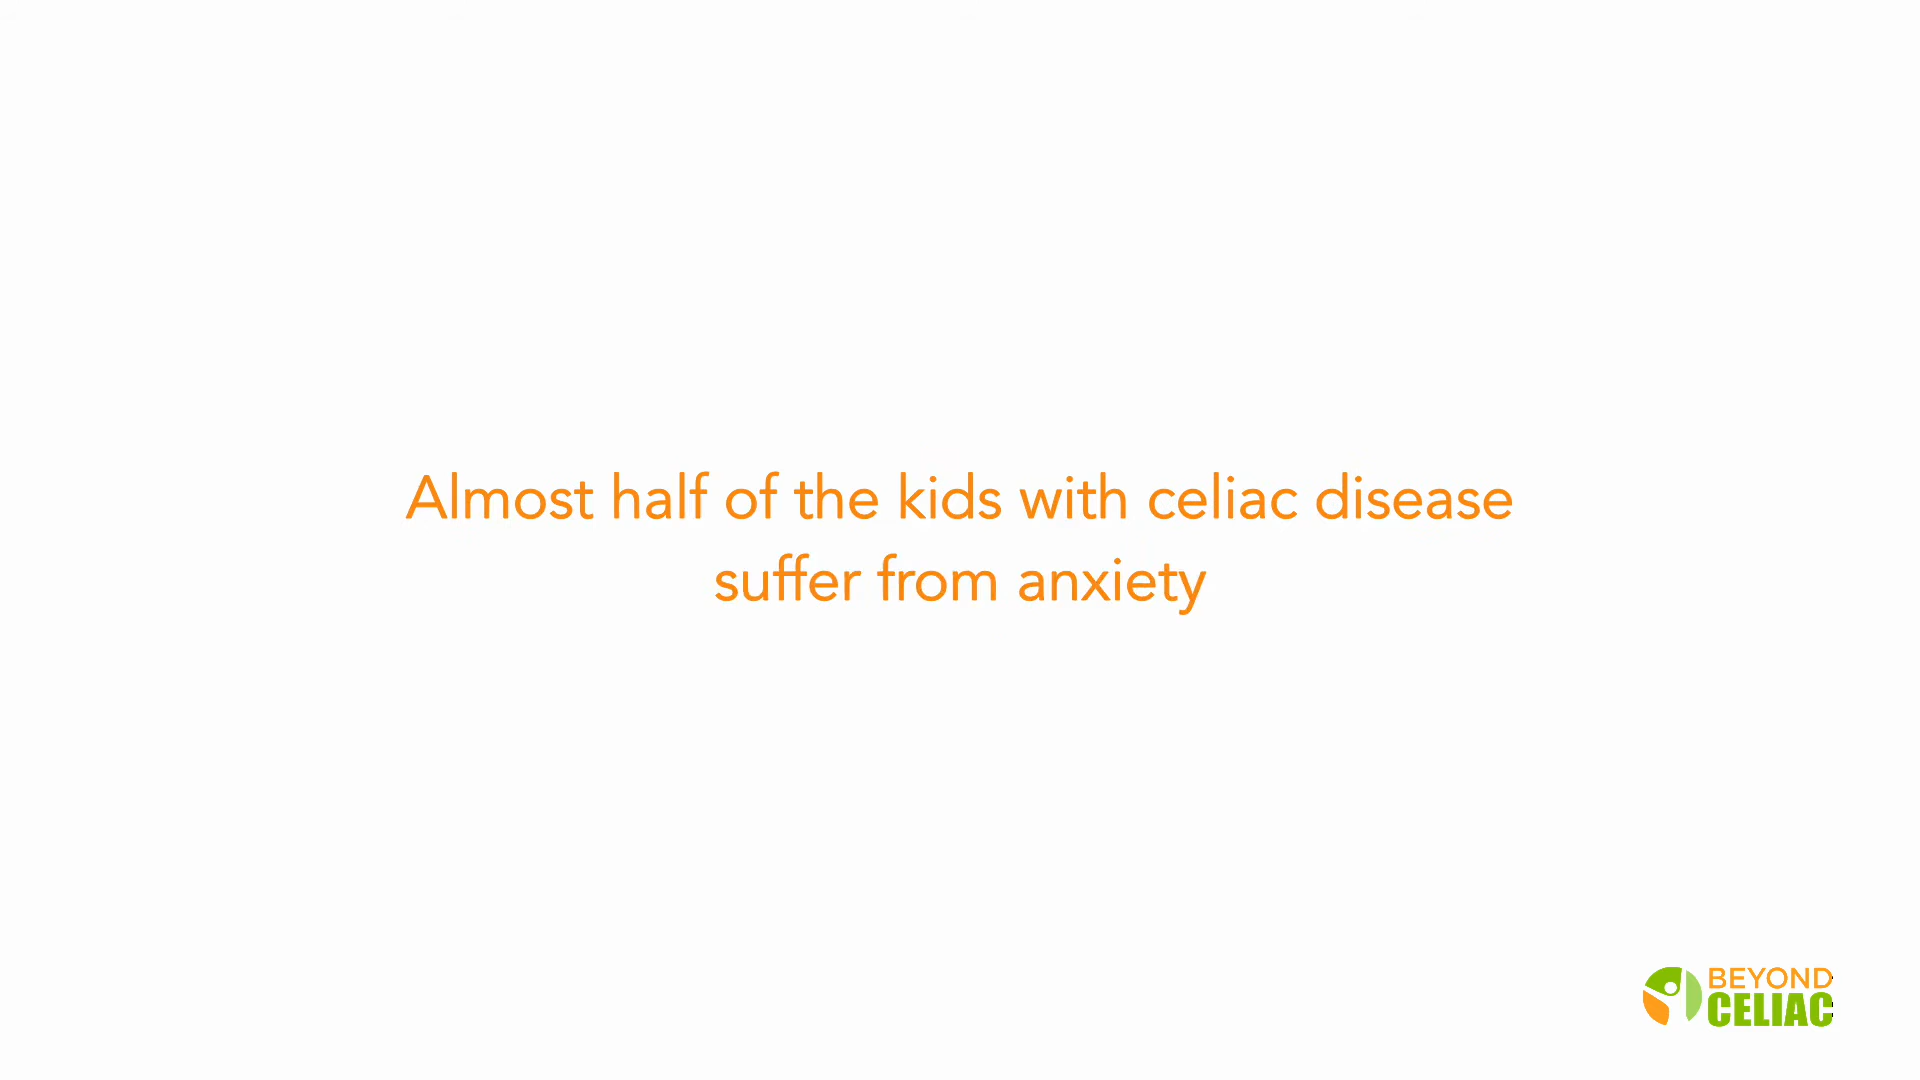 Almost half of the kids with celiac disease
suffer from anxiety
BEYOND
CELIAC